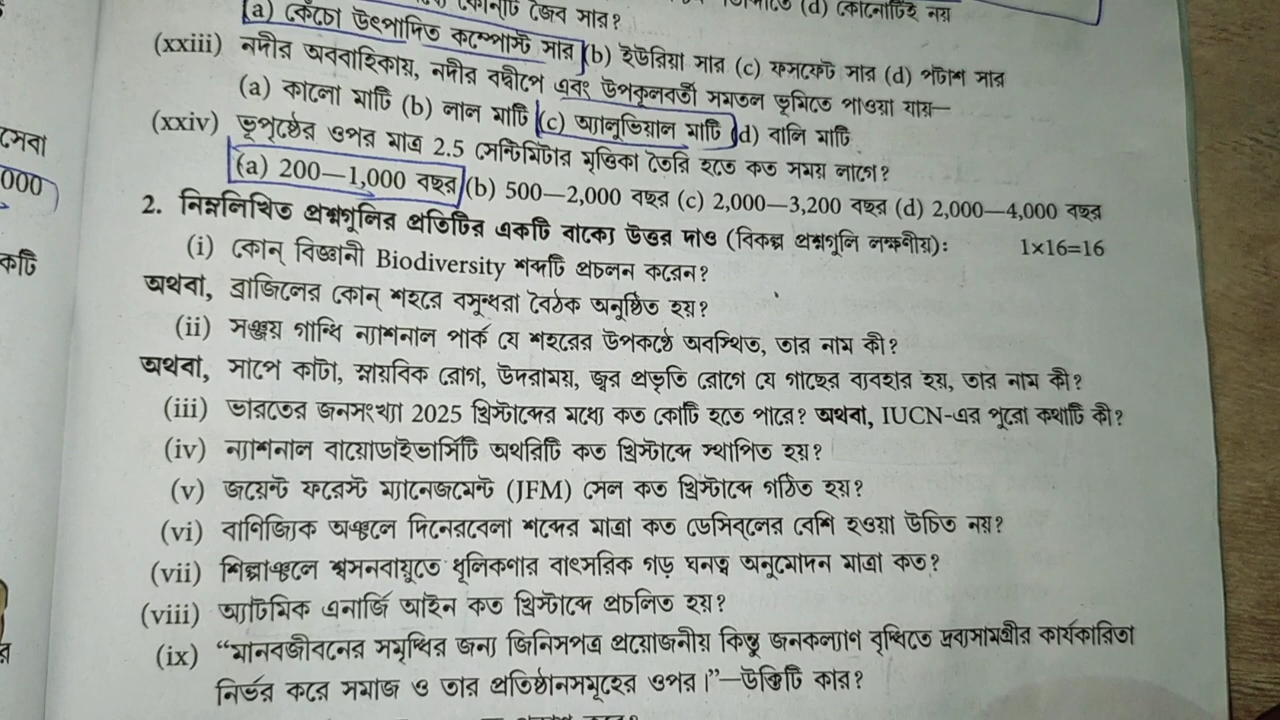 কোনটি জৈব সার? (d) কোনোটিই নয়
(a) কেঁচো উৎপাদিত কম্পোস্ট সার (b) ইউরিয়া সার (c) ফসফেট সার (d) পটাশ সার
(xxiii) নদীর অববাহিকায়, নদীর বদ্বীপে এবং উপকূলবর্তী সমতল ভূমিতে পাওয়া যায়—
(a) কালো মাটি (b) লাল মাটি (c) অ্যালুভিয়াল মাটি (d) বালি মাটি
(xxiv) ভূপৃষ্ঠের ওপর মাত্র 2.5 সেন্টিমিটার মৃত্তিকা তৈরি হতে কত সময় লাগে?
(a) 200—1,000 বছর (b) 500—2,000 বছর (c) 2,000—3,200 বছর (d) 2,000—4,000 বছর
2. নিম্নলিখিত প্রশ্নগুলির প্রতিটির একটি বাক্যে উত্তর দাও (বিকল্প প্রশ্নগুলি লক্ষণীয়): 1×16=16
(i) কোন্ বিজ্ঞানী Biodiversity শব্দটি প্রচলন করেন?
অথবা, ব্রাজিলের কোন্ শহরে বসুন্ধরা বৈঠক অনুষ্ঠিত হয়?
(ii) সঞ্জয় গান্ধি ন্যাশনাল পার্ক যে শহরের উপকণ্ঠে অবস্থিত, তার নাম কী?
অথবা, সাপে কাটা, স্নায়বিক রোগ, উদরাময়, জ্বর প্রভৃতি রোগে যে গাছের ব্যবহার হয়, তার নাম কী?
(iii) ভারতের জনসংখ্যা 2025 খ্রিস্টাব্দের মধ্যে কত কোটি হতে পারে? অথবা, IUCN-এর পুরো কথাটি কী?
(iv) ন্যাশনাল বায়োডাইভার্সিটি অথরিটি কত খ্রিস্টাব্দে স্থাপিত হয়?
(v) জয়েন্ট ফরেস্ট ম্যানেজমেন্ট (JFM) সেল কত খ্রিস্টাব্দে গঠিত হয়?
(vi) বাণিজ্যিক অঞ্চলে দিনেরবেলা শব্দের মাত্রা কত ডেসিব্‌লের বেশি হওয়া উচিত নয়?
(vii) শিল্পাঞ্চলে শ্বসনবায়ুতে ধূলিকণার বাৎসরিক গড় ঘনত্ব অনুমোদন মাত্রা কত?
(viii) অ্যাটমিক এনার্জি আইন কত খ্রিস্টাব্দে প্রচলিত হয়?
(ix) “মানবজীবনের সমৃদ্ধির জন্য জিনিসপত্র প্রয়োজনীয় কিন্তু জনকল্যাণ বৃদ্ধিতে দ্রব্যসামগ্রীর কার্যকারিতা
নির্ভর করে সমাজ ও তার প্রতিষ্ঠানসমূহের ওপর।”—উক্তিটি কার?
সেবা
000
কটি